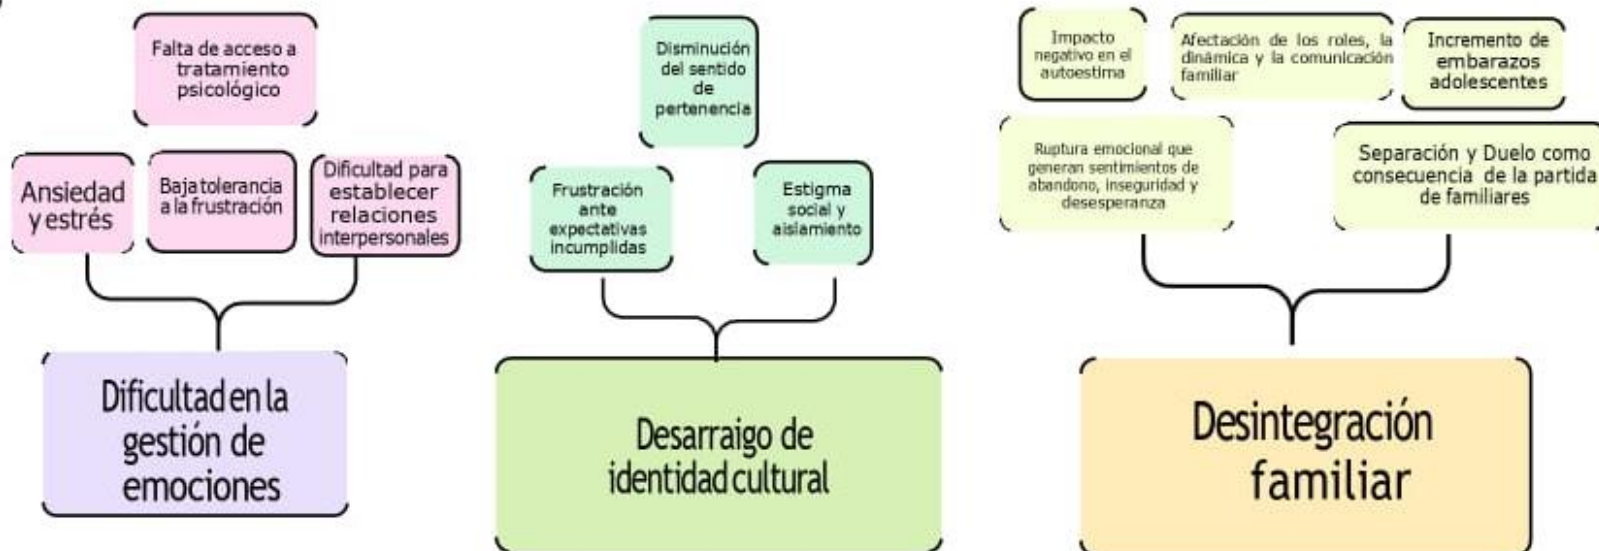 Falta de acceso a
tratamiento
psicológico
Ansiedad
y estrés
Baja tolerancia
a la frustración
Dificultad para
establecer
relaciones
interpersonales
Dificultad en la
gestión de
emociones
Disminución
del sentido
de
pertenencia
Frustración
ante
expectativas
incumplidas
Estigma
social y
aislamiento
Desarraigo de
identidad cultural
Impacto
negativo en el
autoestima
Afectación de los roles, la
dinámica y la comunicación
familiar
Incremento de
embarazos
adolescentes
Ruptura emocional que
generan sentimientos de
abandono, inseguridad y
desesperanza
Separación y Duelo como
consecuencia de la partida
de familiares
Desintegración
familiar